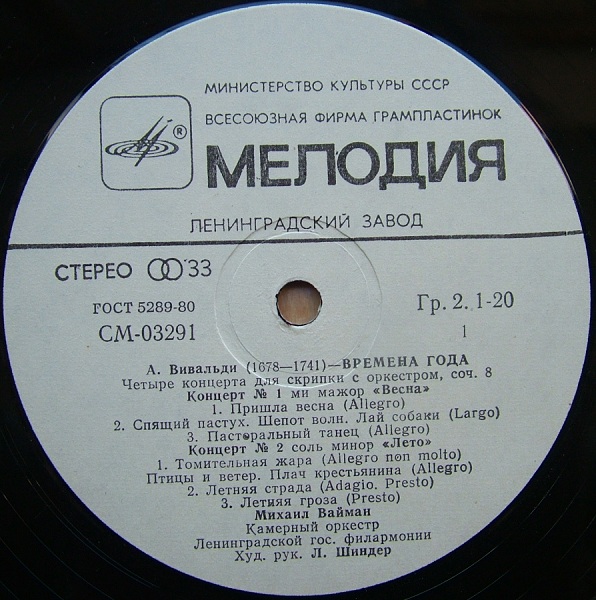 МИНИСТЕРСТВО КУЛЬТУРЫ СССР
ВСЕСОЮЗНАЯ ФИРМА ГРАМПЛАСТИНОК
®
МЕЛОДИЯ
ЛЕНИНГРАДСКИЙ ЗАВОД
СТЕРЕО 33
ГОСТ 5289-80
Гр. 2. 1-20
СМ-03291
1
А. Вивальди (1678—1741)—ВРЕМЕНА ГОДА
Четыре концерта для скрипки с оркестром, соч. 8
Концерт № 1 ми мажор «Весна»
1. Пришла весна (Allegro)
2. Спящий пастух. Шепот волн. Лай собаки (Largo)
3. Пасторальный танец (Allegro)
Концерт № 2 соль минор «Лето»
1. Томительная жара (Allegro non molto)
Птицы и ветер. Плач крестьянина (Allegro)
2. Летняя страда (Adagio. Presto)
3. Летняя гроза (Presto)
Михаил Вайман
Камерный оркестр
Ленинградской гос. филармонии
Худ. рук. Л. Шиндер